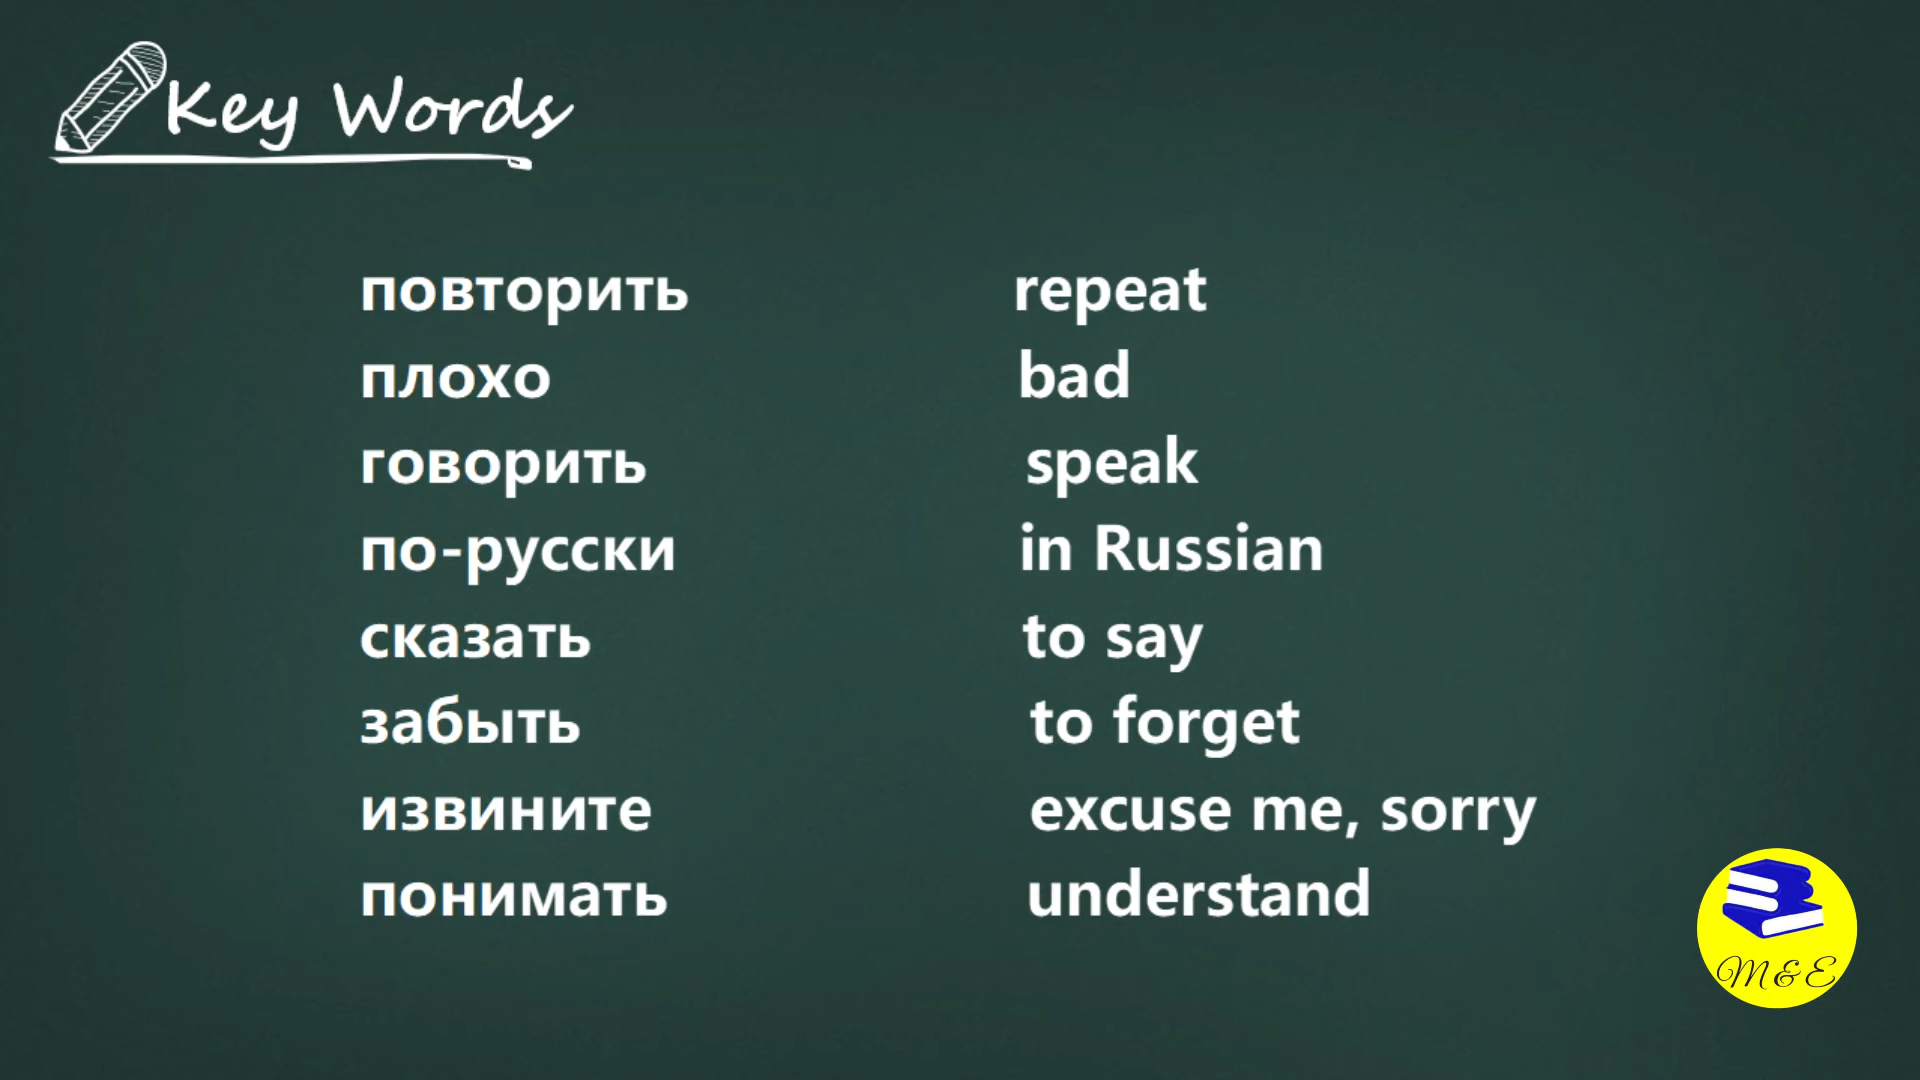 Key Words
повторить repeat
плохо bad
говорить speak
по-русски in Russian
сказать to say
забыть to forget
извините excuse me, sorry
понимать understand
M & E